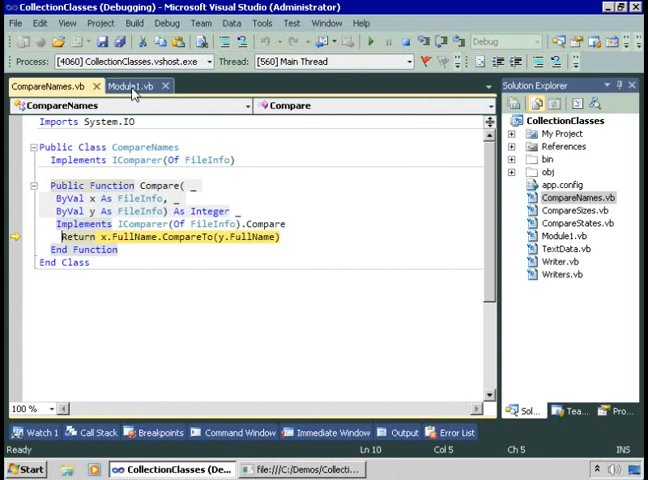 CollectionClasses (Debugging) - Microsoft Visual Studio (Administrator)
File Edit View Project Build Debug Team Data Tools Test Window Help
Debug
Process: [4060] CollectionClasses.vshost.exe Thread: [560] Main Thread
CompareNames.vb Module1.vb
CompareNames Compare
Imports System.IO
Public Class CompareNames
Implements IComparer(Of FileInfo)
Public Function Compare( _
ByVal x As FileInfo, _
ByVal y As FileInfo) As Integer _
Implements IComparer(Of FileInfo).Compare
Return x.FullName.CompareTo(y.FullName)
End Function
End Class
100 %
Solution Explorer
CollectionClasses
My Project
References
bin
obj
app.config
CompareNames.vb
CompareSizes.vb
CompareStates.vb
Module1.vb
TextData.vb
Writer.vb
Writers.vb
Sol... Tea... Pro...
Watch 1 Call Stack Breakpoints Command Window Immediate Window Output Error List
Ready Ln 10 Col 5 Ch 5 INS
Start CollectionClasses (De... file:///C:/Demos/Collecti...